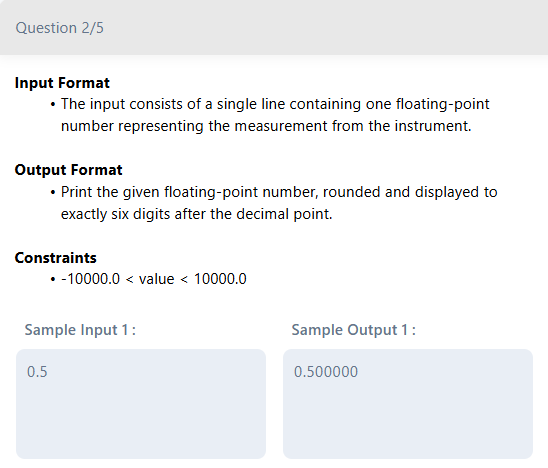 Question 2/5
Input Format
• The input consists of a single line containing one floating-point
number representing the measurement from the instrument.
Output Format
• Print the given floating-point number, rounded and displayed to
exactly six digits after the decimal point.
Constraints
• -10000.0 < value < 10000.0
Sample Input 1 :
Sample Output 1 :
0.5
0.500000